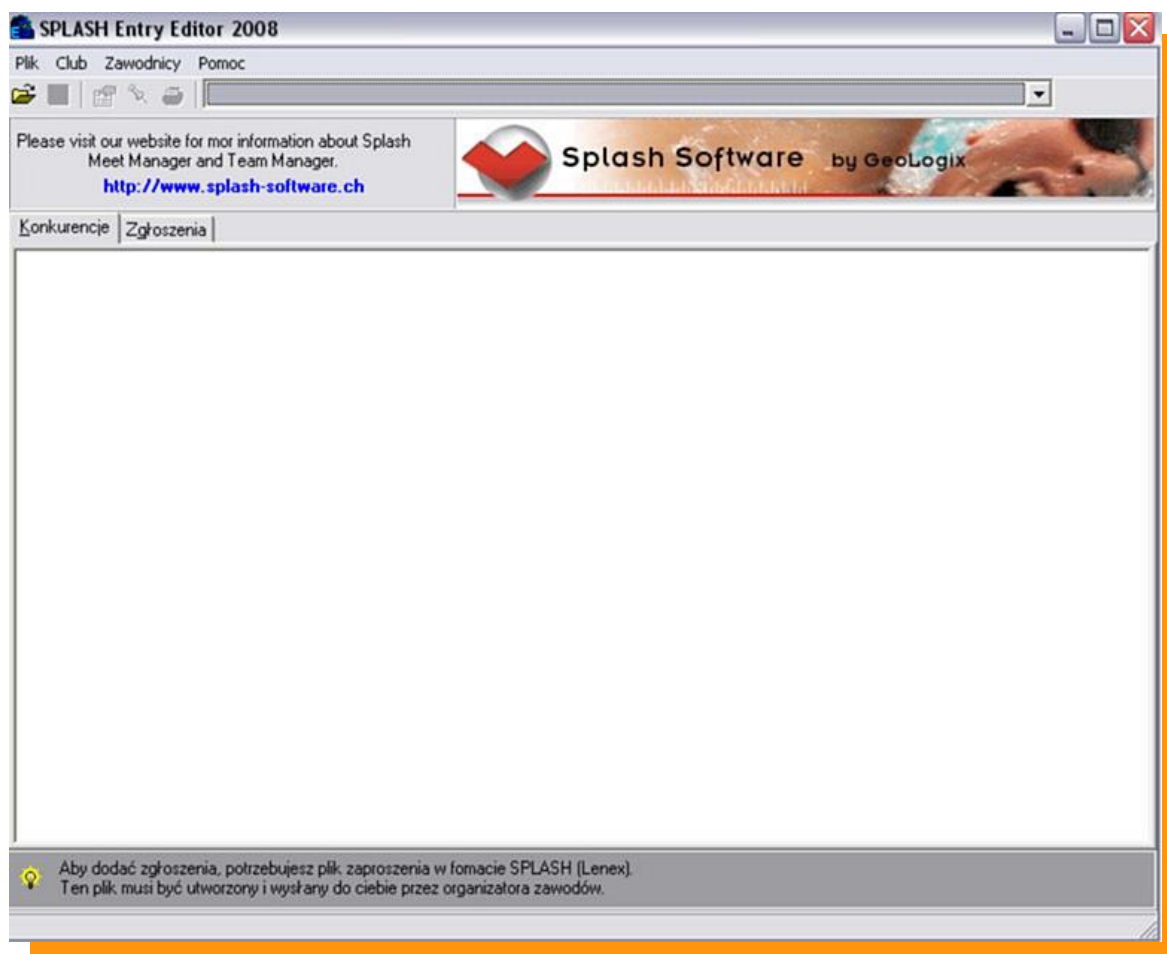 SPLASH Entry Editor 2008
Plik Club Zawodnicy Pomoc
Please visit our website for mor information about Splash
Meet Manager and Team Manager.
http://www.splash-software.ch
Splash Software by GeoLogix
Konkurencje Zgłoszenia
Aby dodać zgłoszenia, potrzebujesz plik zaproszenia w fomacie SPLASH (Lenex).
Ten plik musi być utworzony i wysłany do ciebie przez organizatora zawodów.